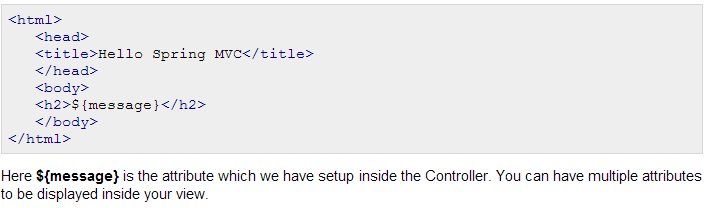 <html>
<head>
<title>Hello Spring MVC</title>
</head>
<body>
<h2>${message}</h2>
</body>
</html>
Here ${message} is the attribute which we have setup inside the Controller. You can have multiple attributes
to be displayed inside your view.